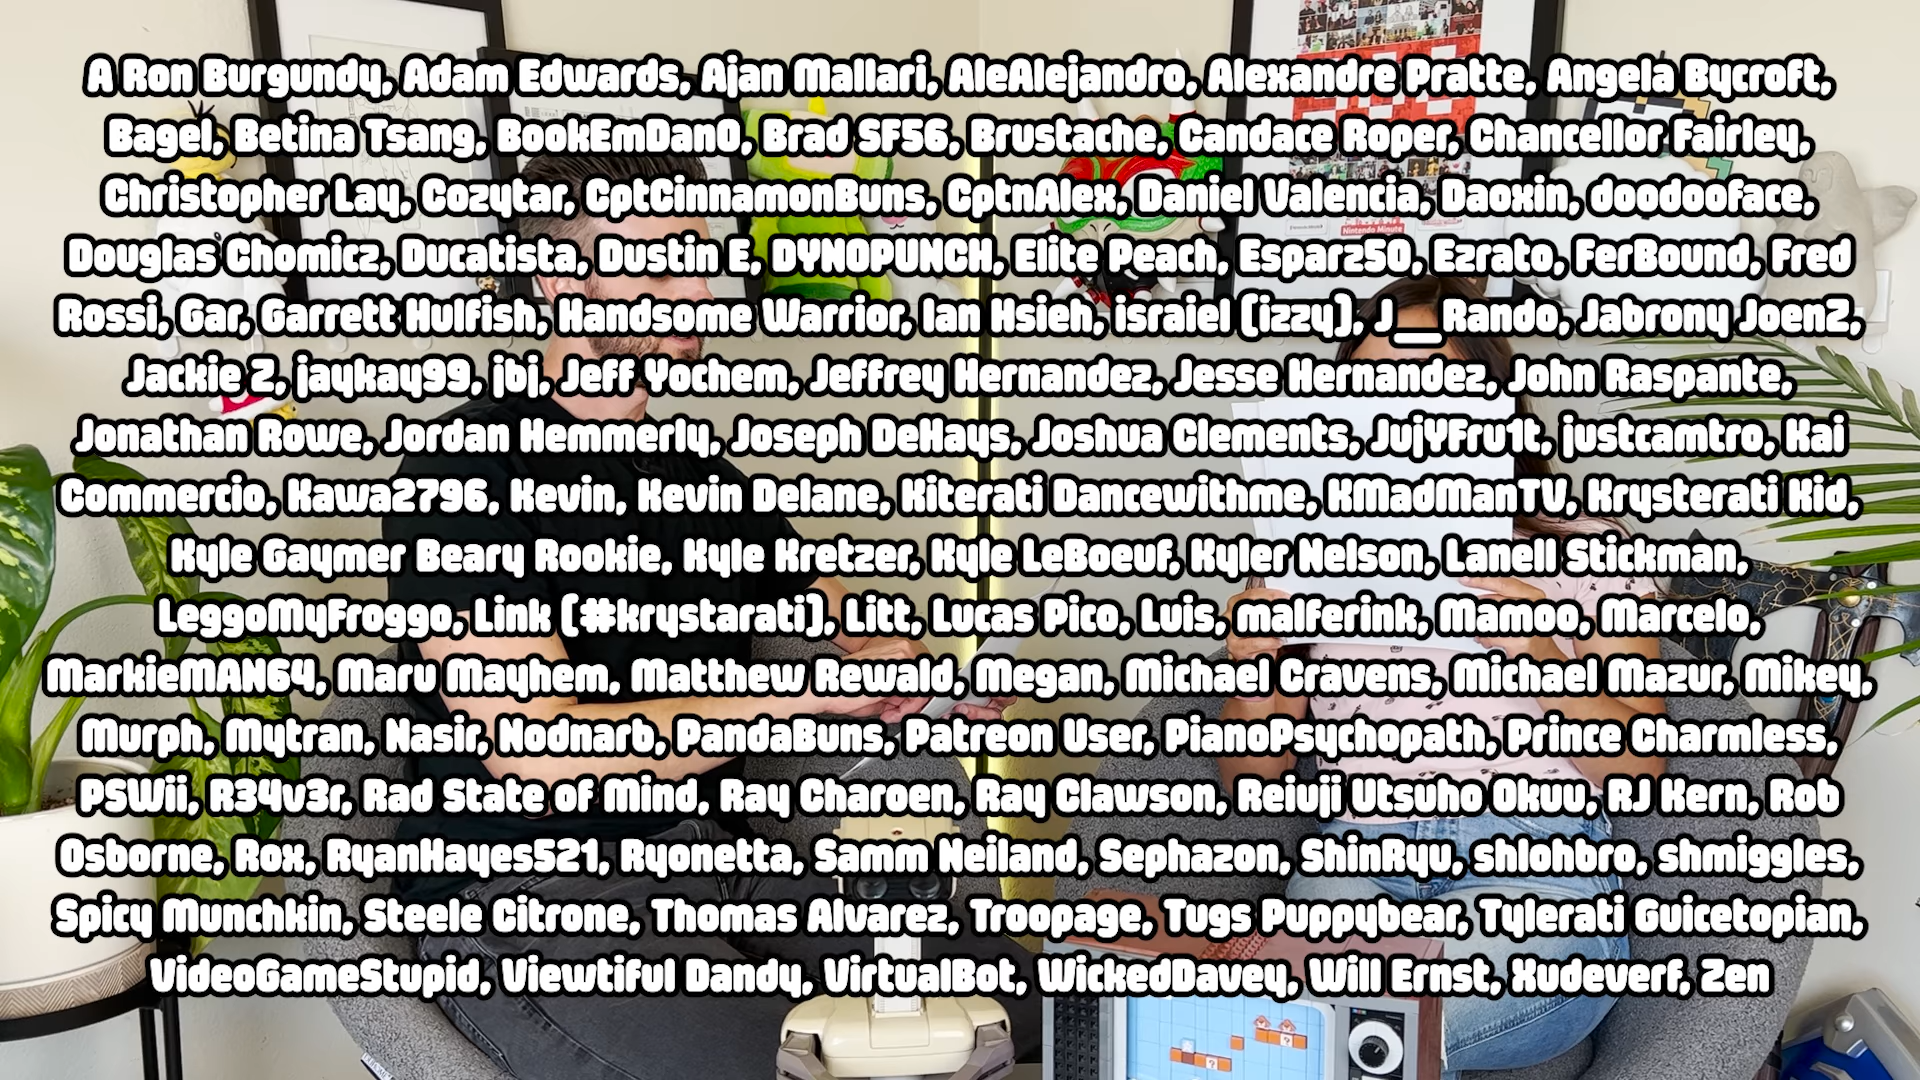 A Ron Burgundy, Adam Edwards, Ajan Mallari, AleAlejandro, Alexandre Pratte, Angela Bycroft,
Bagel, Betina Tsang, BookEmDan0, Brad SF56, Brustache, Candace Roper, Chancellor Fairley,
Christopher Lay, Cozytar, CptCinnamonBuns, CptnAlex, Daniel Valencia, Daoxin, doodooface,
Douglas Chomicz, Ducatista, Dustin E, DYNOPUNCH, Elite Peach, Esparz50, Ezrato, FerBound, Fred
Rossi, Gar, Garrett Hulfish, Handsome Warrior, Ian Hsieh, israiel (izzy), J__Rando, Jabrony JoenZ,
Jackie Z, jaykay99, jbj, Jeff Yochem, Jeffrey Hernandez, Jesse Hernandez, John Raspante,
Jonathan Rowe, Jordan Hemmerly, Joseph DeHays, Joshua Clements, JujYFru1t, justcamtro, Kai
Commercio, Kawa2796, Kevin, Kevin Delane, Kiterati Dancewithme, KMadManTV, Krysterati Kid,
Kyle Gaymer Beary Rookie, Kyle Kretzer, Kyle LeBoeuf, Kyler Nelson, Lanell Stickman,
LeggoMyFroggo, Link (#krystarati), Litt, Lucas Pico, Luis, malferink, Mamoo, Marcelo,
MarkieMAN64, Maru Mayhem, Matthew Rewald, Megan, Michael Cravens, Michael Mazur, Mikey,
Murph, Mytran, Nasir, Nodnarb, PandaBuns, Patreon User, PianoPsychopath, Prince Charmless,
PSWii, R34v3r, Rad State of Mind, Ray Charoen, Ray Clawson, Reiuji Utsuho Okuu, RJ Kern, Rob
Osborne, Rox, RyanHayes521, Ryonetta, Samm Neiland, Sephazon, ShinRyu, shlohbro, shmiggles,
Spicy Munchkin, Steele Citrone, Thomas Alvarez, Troopage, Tugs Puppybear, Tylerati Guicetopian,
VideoGameStupid, Viewtiful Dandy, VirtualBot, WickedDavey, Will Ernst, Xudeverf, Zen
Nintendo Minute